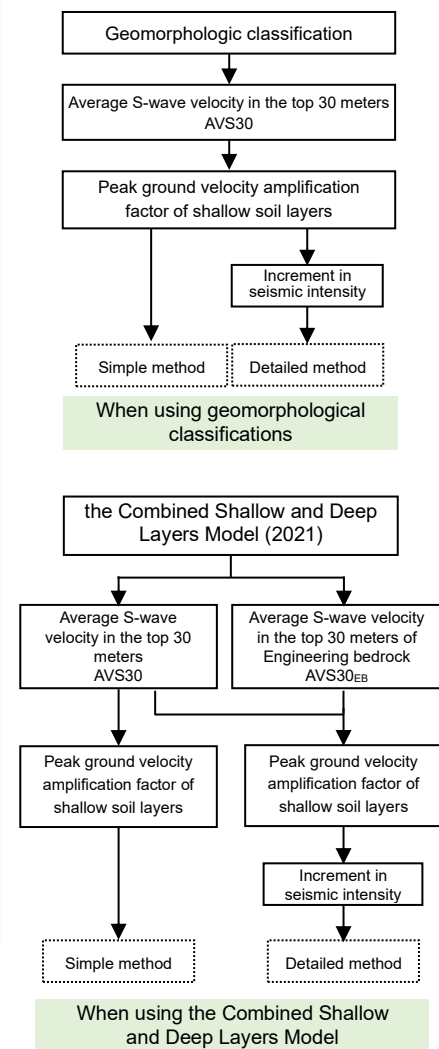 Geomorphologic classification
Average S-wave velocity in the top 30 meters
AVS30
Peak ground velocity amplification
factor of shallow soil layers
Increment in
seismic intensity
Simple method
Detailed method
When using geomorphological
classifications
the Combined Shallow and Deep
Layers Model (2021)
Average S-wave
velocity in the top 30
meters
AVS30
Average S-wave velocity
in the top 30 meters of
Engineering bedrock
AVS30EB
Peak ground velocity
amplification factor of
shallow soil layers
Peak ground velocity
amplification factor of
shallow soil layers
Increment in
seismic intensity
Simple method
Detailed method
When using the Combined Shallow
and Deep Layers Model